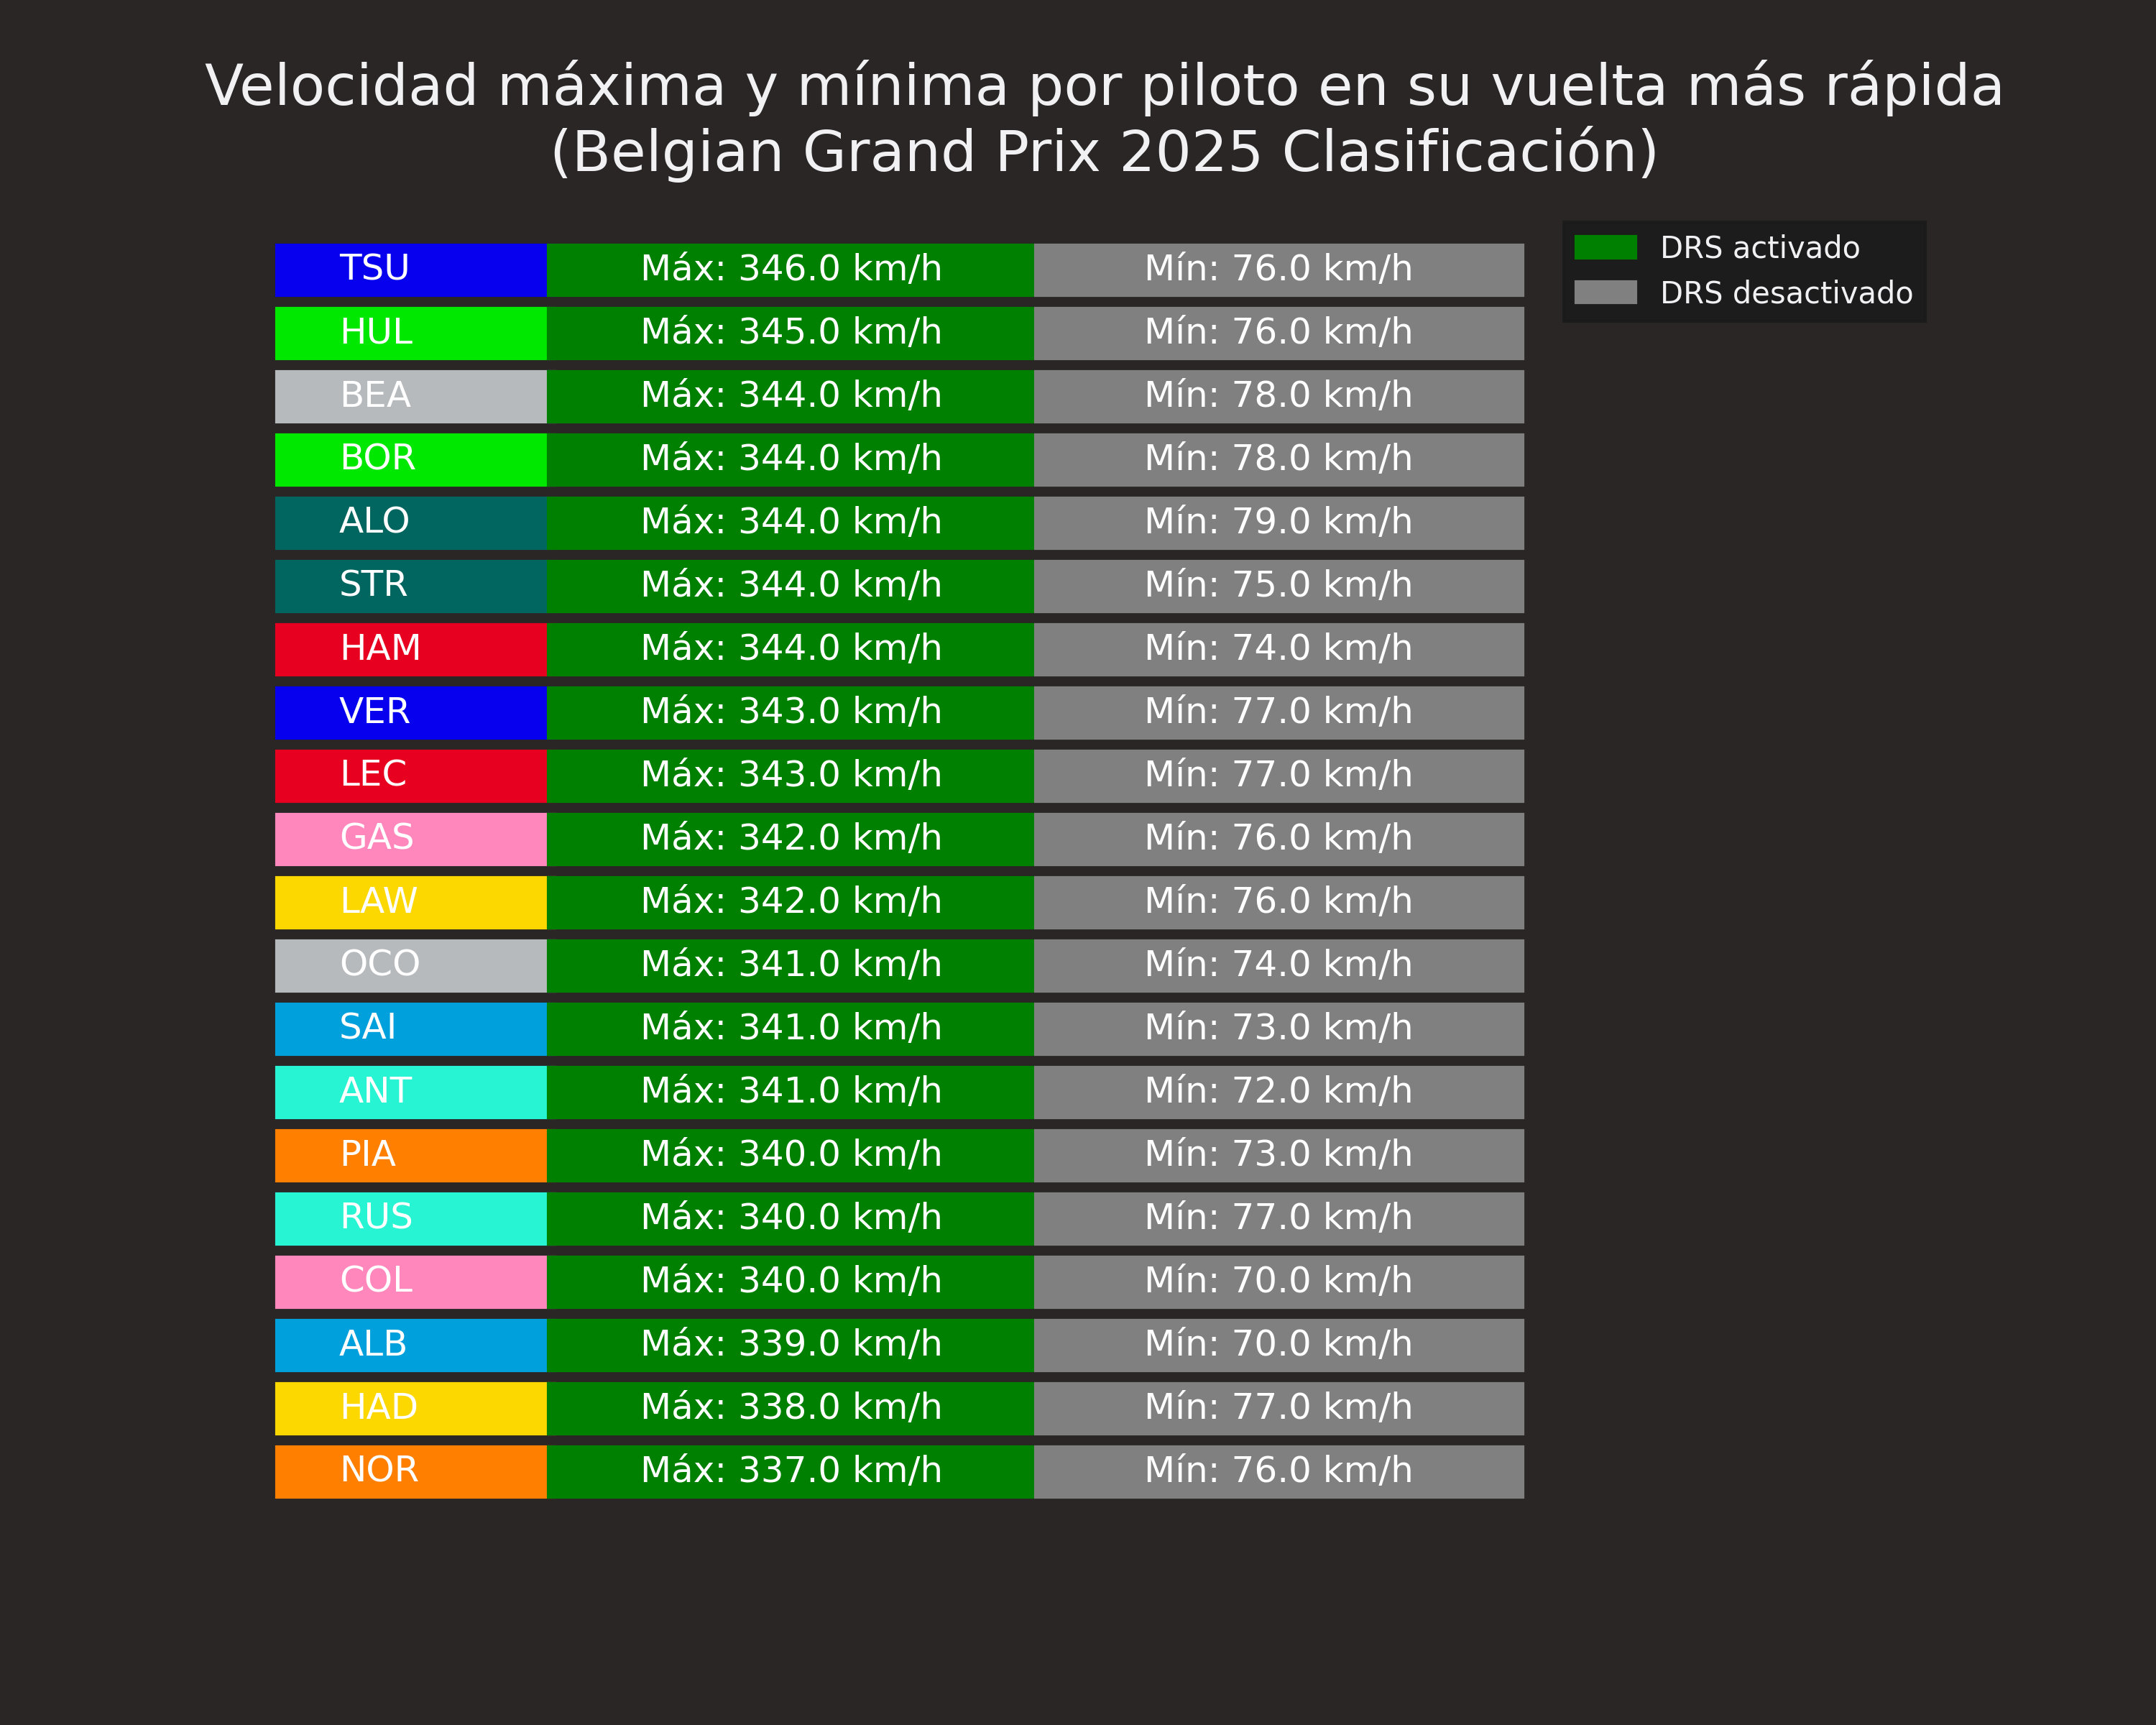 Velocidad máxima y mínima por piloto en su vuelta más rápida
(Belgian Grand Prix 2025 Clasificación)
DRS activado
DRS desactivado
TSU Máx: 346.0 km/h Mín: 76.0 km/h
HUL Máx: 345.0 km/h Mín: 76.0 km/h
BEA Máx: 344.0 km/h Mín: 78.0 km/h
BOR Máx: 344.0 km/h Mín: 78.0 km/h
ALO Máx: 344.0 km/h Mín: 79.0 km/h
STR Máx: 344.0 km/h Mín: 75.0 km/h
HAM Máx: 344.0 km/h Mín: 74.0 km/h
VER Máx: 343.0 km/h Mín: 77.0 km/h
LEC Máx: 343.0 km/h Mín: 77.0 km/h
GAS Máx: 342.0 km/h Mín: 76.0 km/h
LAW Máx: 342.0 km/h Mín: 76.0 km/h
OCO Máx: 341.0 km/h Mín: 74.0 km/h
SAI Máx: 341.0 km/h Mín: 73.0 km/h
ANT Máx: 341.0 km/h Mín: 72.0 km/h
PIA Máx: 340.0 km/h Mín: 73.0 km/h
RUS Máx: 340.0 km/h Mín: 77.0 km/h
COL Máx: 340.0 km/h Mín: 70.0 km/h
ALB Máx: 339.0 km/h Mín: 70.0 km/h
HAD Máx: 338.0 km/h Mín: 77.0 km/h
NOR Máx: 337.0 km/h Mín: 76.0 km/h